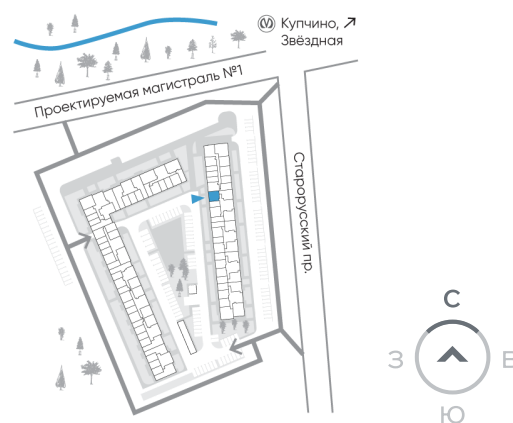 Купчино, ↗
Звёздная
Проектируемая магистраль №1
Старорусский пр.
С
З
В
Ю